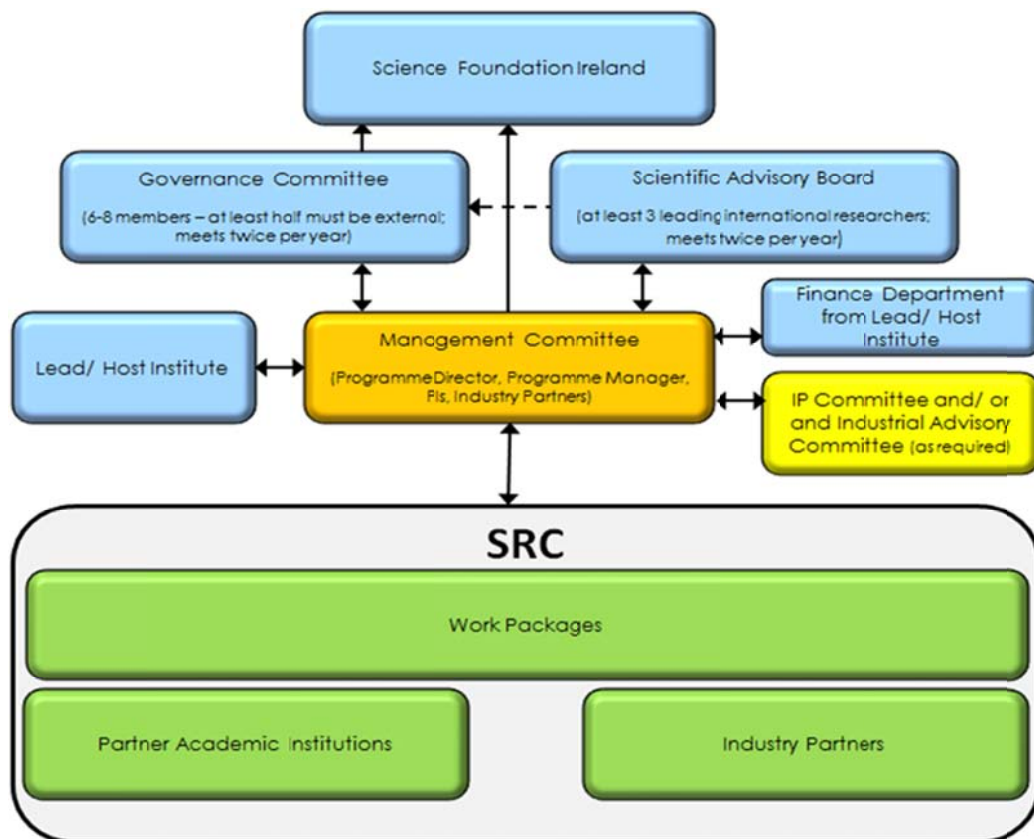 Science Foundation Ireland
Governance Committee
(6-8 members – at least half must be external;
meets twice per year)
Scientific Advisory Board
(at least 3 leading international researchers;
meets twice per year)
Lead/ Host Institute
Management Committee
(Programme Director, Programme Manager,
PIs, Industry Partners)
Finance Department
from Lead/ Host
Institute
IP Committee and/ or
and Industrial Advisory
Committee (as required)
SRC
Work Packages
Partner Academic Institutions
Industry Partners